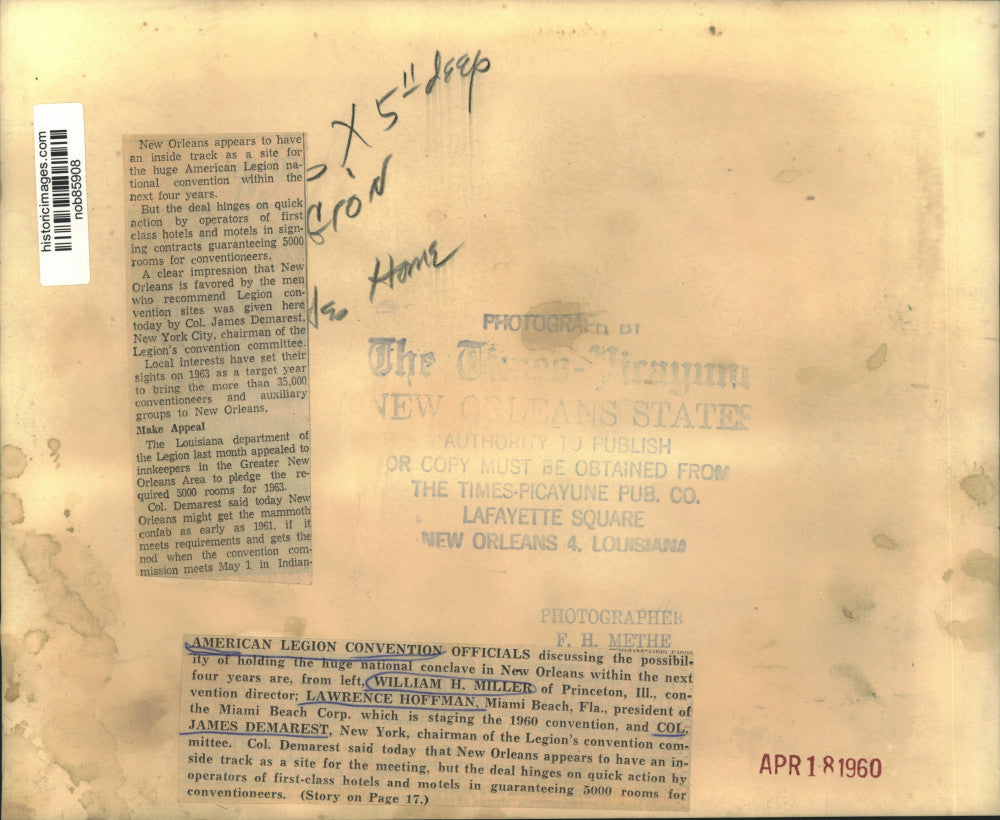 X 5" deep
Home
historicimages.com
nob85908
New Orleans appears to have
an inside track as a site for
the huge American Legion na-
tional convention within the
next four years.
But the deal hinges on quick
action by operators of first
class hotels and motels in sign-
ing contracts guaranteeing 5000
rooms for conventioneers.
A clear impression that New
Orleans is favored by the men
who recommend Legion con-
vention sites was given here
today by Col. James Demarest,
New York City, chairman of the
Legion's convention committee.
Local interests have set their
sights on 1963 as a target year
to bring the more than 35,000
conventioneers and auxiliary
groups to New Orleans.
Make Appeal
The Louisiana department of
the Legion last month appealed to
innkeepers in the Greater New
Orleans Area to pledge the re-
quired 5000 rooms for 1963.
Col. Demarest said today New
Orleans might get the mammoth
confab as early as 1961, if it
meets requirements and gets the
nod when the convention com-
mission meets May 1 in Indian-
PHOTOGRAPH BY
The Times-Picayune
NEW ORLEANS STATES
AUTHORITY TO PUBLISH
OR COPY MUST BE OBTAINED FROM
THE TIMES-PICAYUNE PUB. CO.
LAFAYETTE SQUARE
NEW ORLEANS 4, LOUISIANA
PHOTOGRAPHER
F. H. METHE
AMERICAN LEGION CONVENTION OFFICIALS discussing the possibil-
ity of holding the huge national conclave in New Orleans within the next
four years are, from left, WILLIAM H. MILLER of Princeton, Ill., con-
vention director; LAWRENCE HOFFMAN, Miami Beach, Fla., president of
the Miami Beach Corp. which is staging the 1960 convention, and COL.
JAMES DEMAREST, New York, chairman of the Legion's convention com-
mittee. Col. Demarest said today that New Orleans appears to have an in-
side track as a site for the meeting, but the deal hinges on quick action by
operators of first-class hotels and motels in guaranteeing 5000 rooms for
conventioneers. (Story on Page 17.)
APR 18 1960